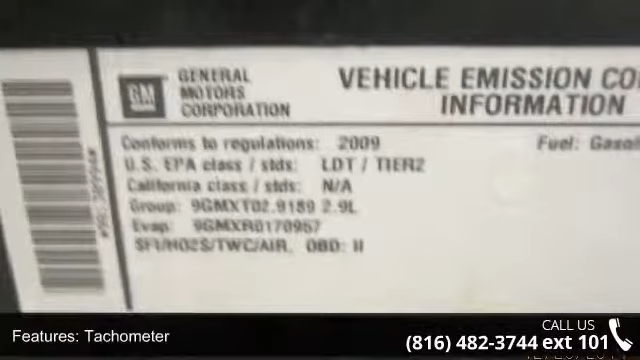 GM
GENERAL
MOTORS
CORPORATION
VEHICLE EMISSION CO
INFORMATION
Conforms to regulations: 2009
Fuel: Gasoli
U.S. EPA class / stds: LDT / TIER2
California class / stds: N/A
Group: 9GMXT02.9189 2.9L
Evap: 9GMXR0170957
SFI/HO2S/TWC/AIR, OBD: II
Features: Tachometer
CALL US
(816) 482-3744 ext 101